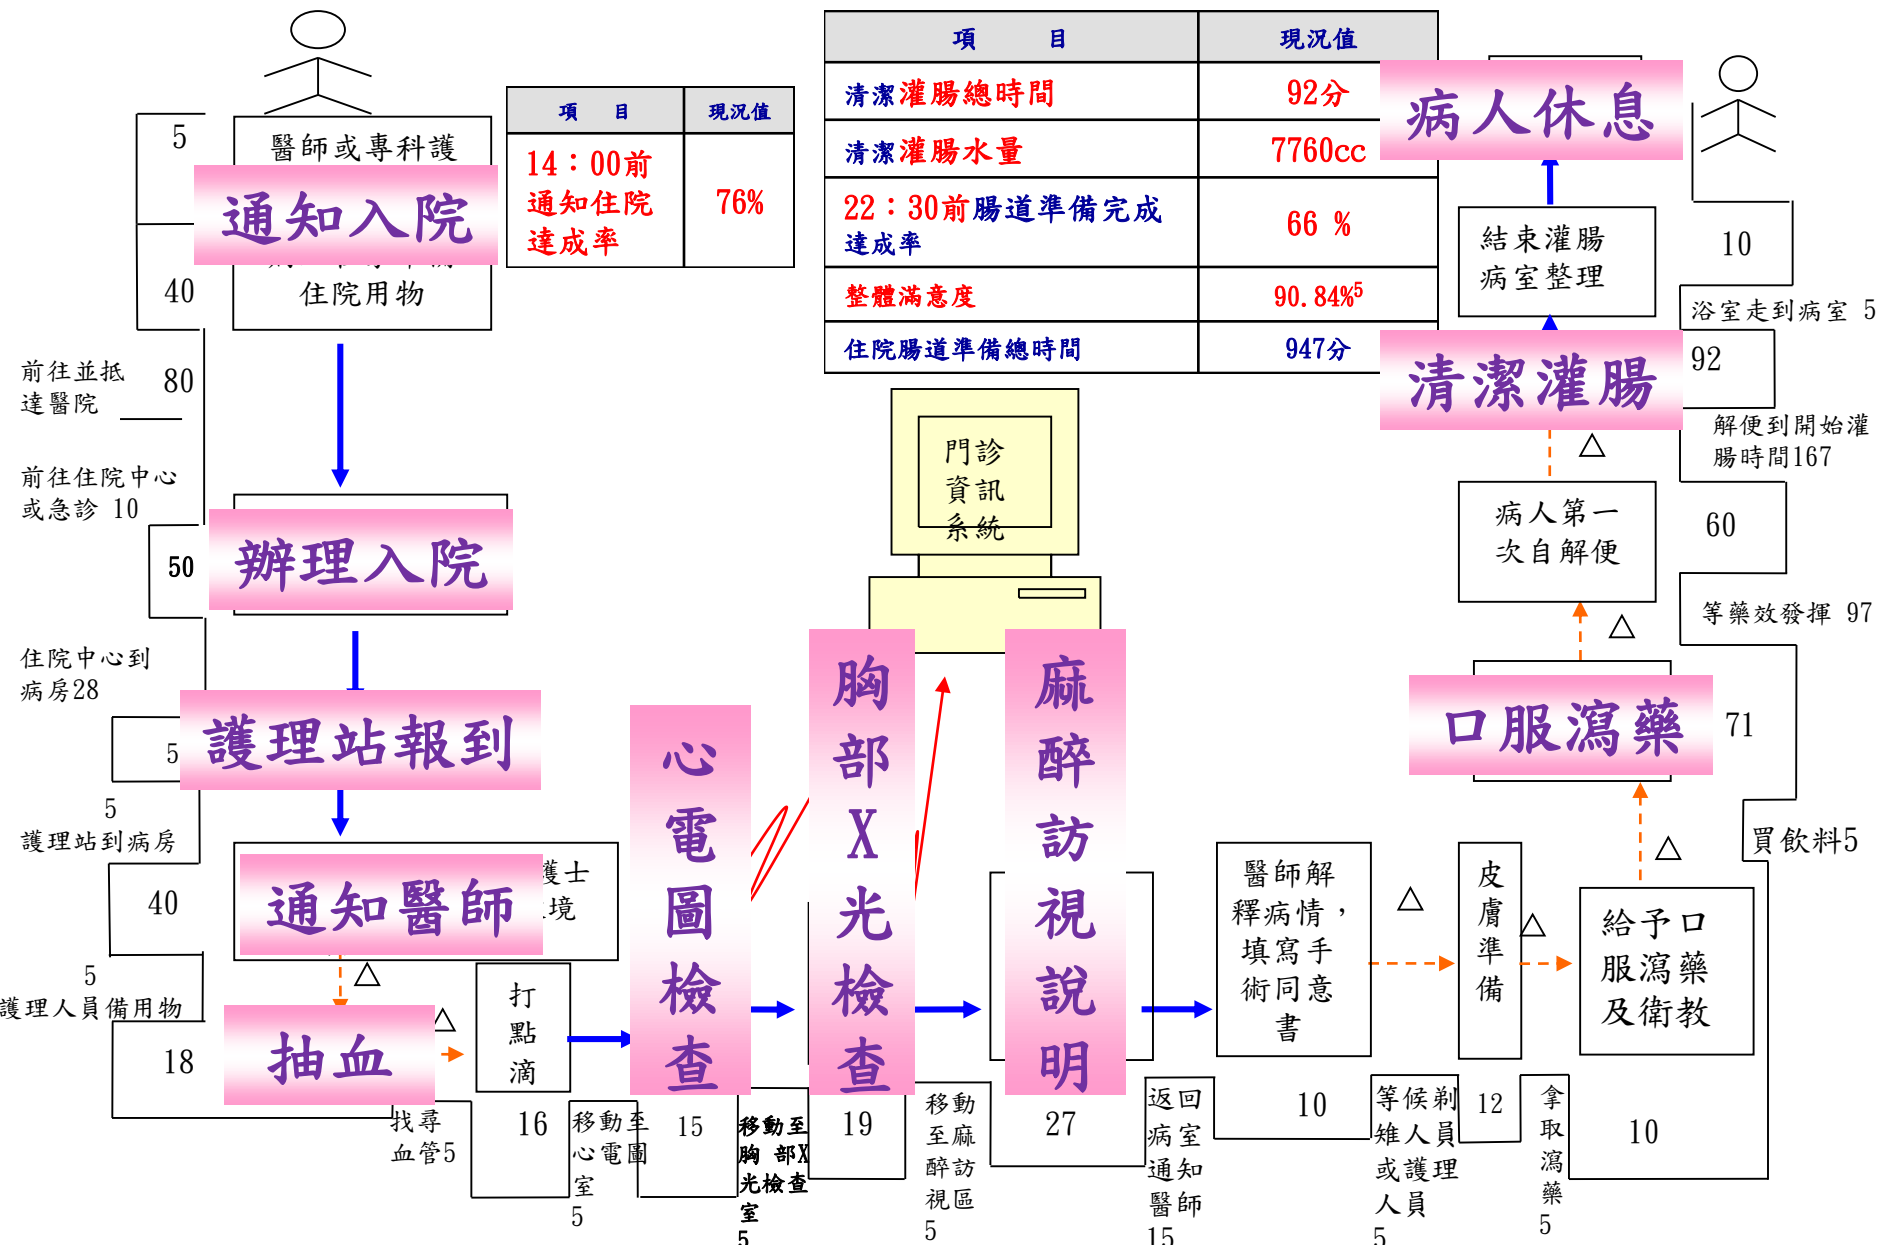 項 目
現況值
清潔灌腸總時間
92分
清潔灌腸水量
7760cc
22：30前腸道準備完成
達成率
66 %
整體滿意度
90.84%5
住院腸道準備總時間
947分
項 目
現況值
14：00前
通知住院
達成率
76%
5
醫師或專科護
通知入院
40
住院用物
前往並抵
達醫院
80
前往住院中心
或急診 10
50
辦理入院
住院中心到
病房28
5
護理站報到
5
護理站到病房
40
護士
境
通知醫師
5
護理人員備用物
18
抽血
找尋
血管5
打
點
滴
16
移動至
心電圖
室
5
心
電
圖
檢
查
15
移動至
胸 部X
光檢查
室
5
胸
部
X
光
檢
查
19
移動
至麻
醉訪
視區
5
門診
資訊
系統
麻
醉
訪
視
說
明
27
返回
病室
通知
醫師
15
醫師解
釋病情，
填寫手
術同意
書
10
等候剃
雉人員
或護理
人員
5
皮
膚
準
備
12
拿
取
瀉
藥
5
給予口
服瀉藥
及衛教
10
買飲料5
口服瀉藥
71
等藥效發揮 97
病人第一
次自解便
60
解便到開始灌
腸時間167
清潔灌腸
92
浴室走到病室 5
結束灌腸
病室整理
10
病人休息